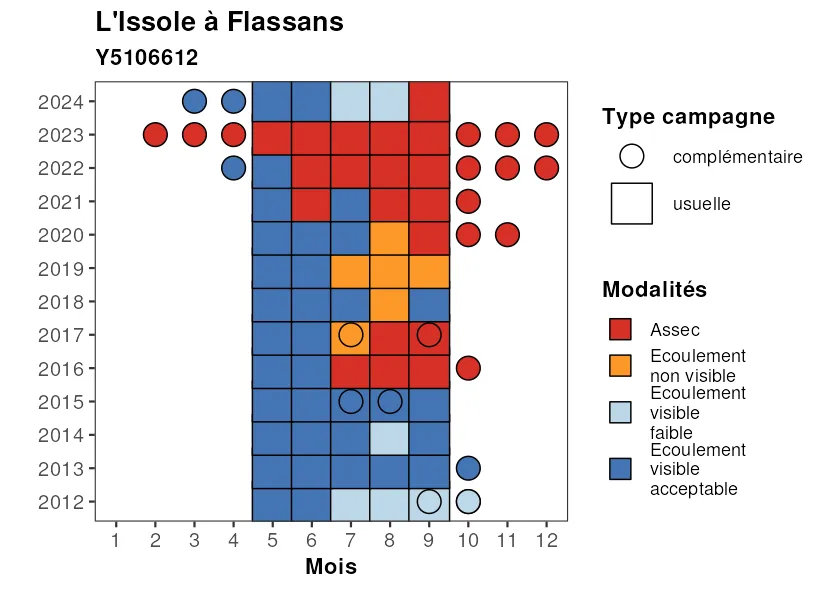 L'Issole à Flassans
Y5106612
2024
2023
2022
2021
2020
2019
2018
2017
2016
2015
2014
2013
2012
1 2 3 4 5 6 7 8 9 10 11 12
Mois
Type campagne
complémentaire
usuelle
Modalités
Assec
Ecoulement
non visible
Ecoulement
visible
faible
Ecoulement
visible
acceptable